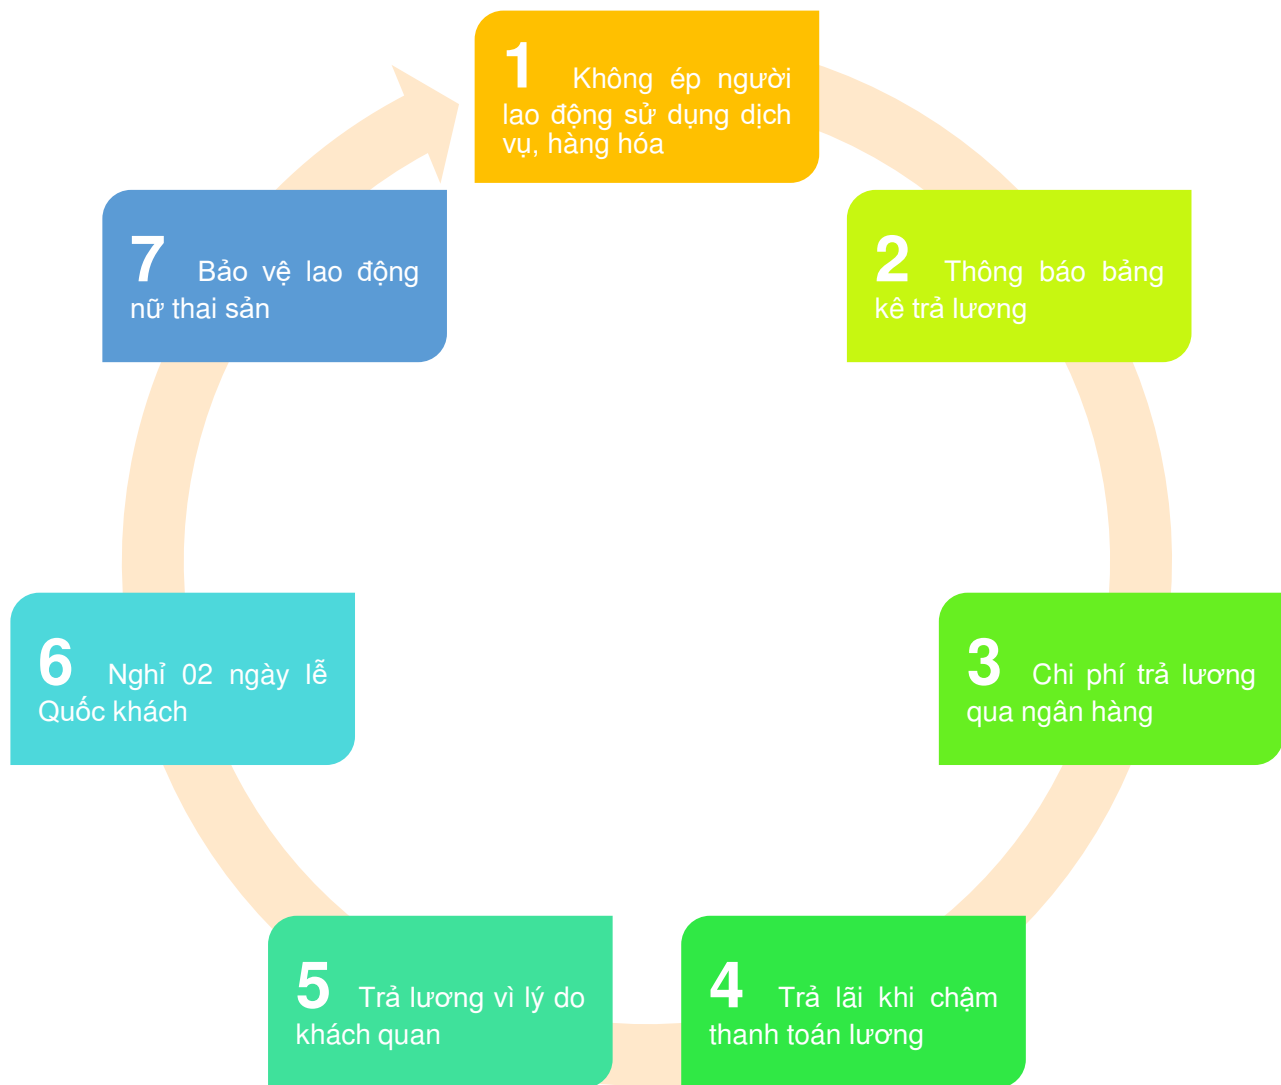 1 Không ép người
lao động sử dụng dịch
vụ, hàng hóa
2 Thông báo bảng
kê trả lương
3 Chi phí trả lương
qua ngân hàng
4 Trả lãi khi chậm
thanh toán lương
5 Trả lương vì lý do
khách quan
6 Nghỉ 02 ngày lễ
Quốc khách
7 Bảo vệ lao động
nữ thai sản